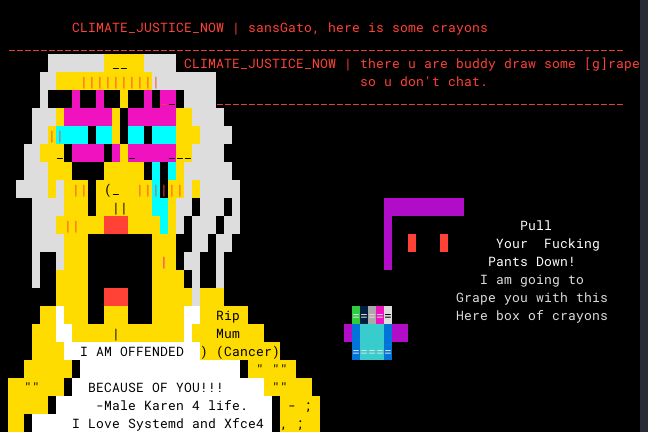 CLIMATE_JUSTICE_NOW | sansGato, here is some crayons
CLIMATE_JUSTICE_NOW | there u are buddy draw some [g]rape
so u don't chat.
Pull
Your Fucking
Pants Down!
I am going to
Grape you with this
Here box of crayons
Rip
Mum
(Cancer)
I AM OFFENDED
BECAUSE OF YOU!!!
-Male Karen 4 life.
I Love Systemd and Xfce4